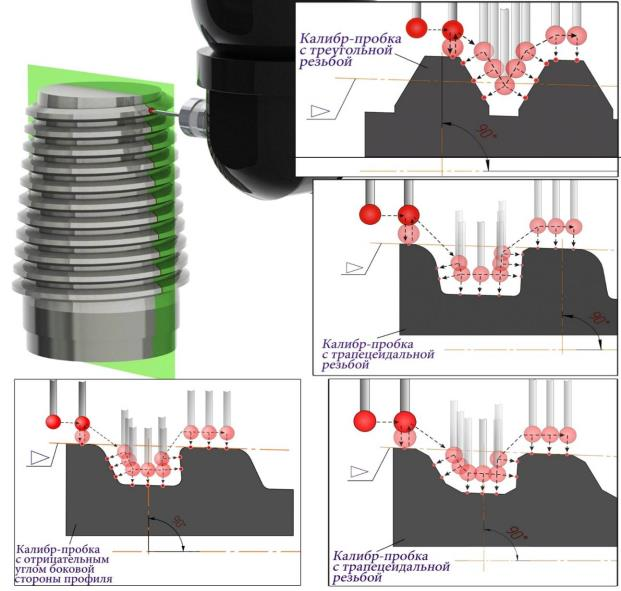 Калибр-пробка
с треугольной
резьбой
90°
90°
Калибр-пробка
с трапецеидальной
резьбой
90°
Калибр-пробка
с отрицательным
углом боковой
стороны профиля
90°
Калибр-пробка
с трапецеидальной
резьбой